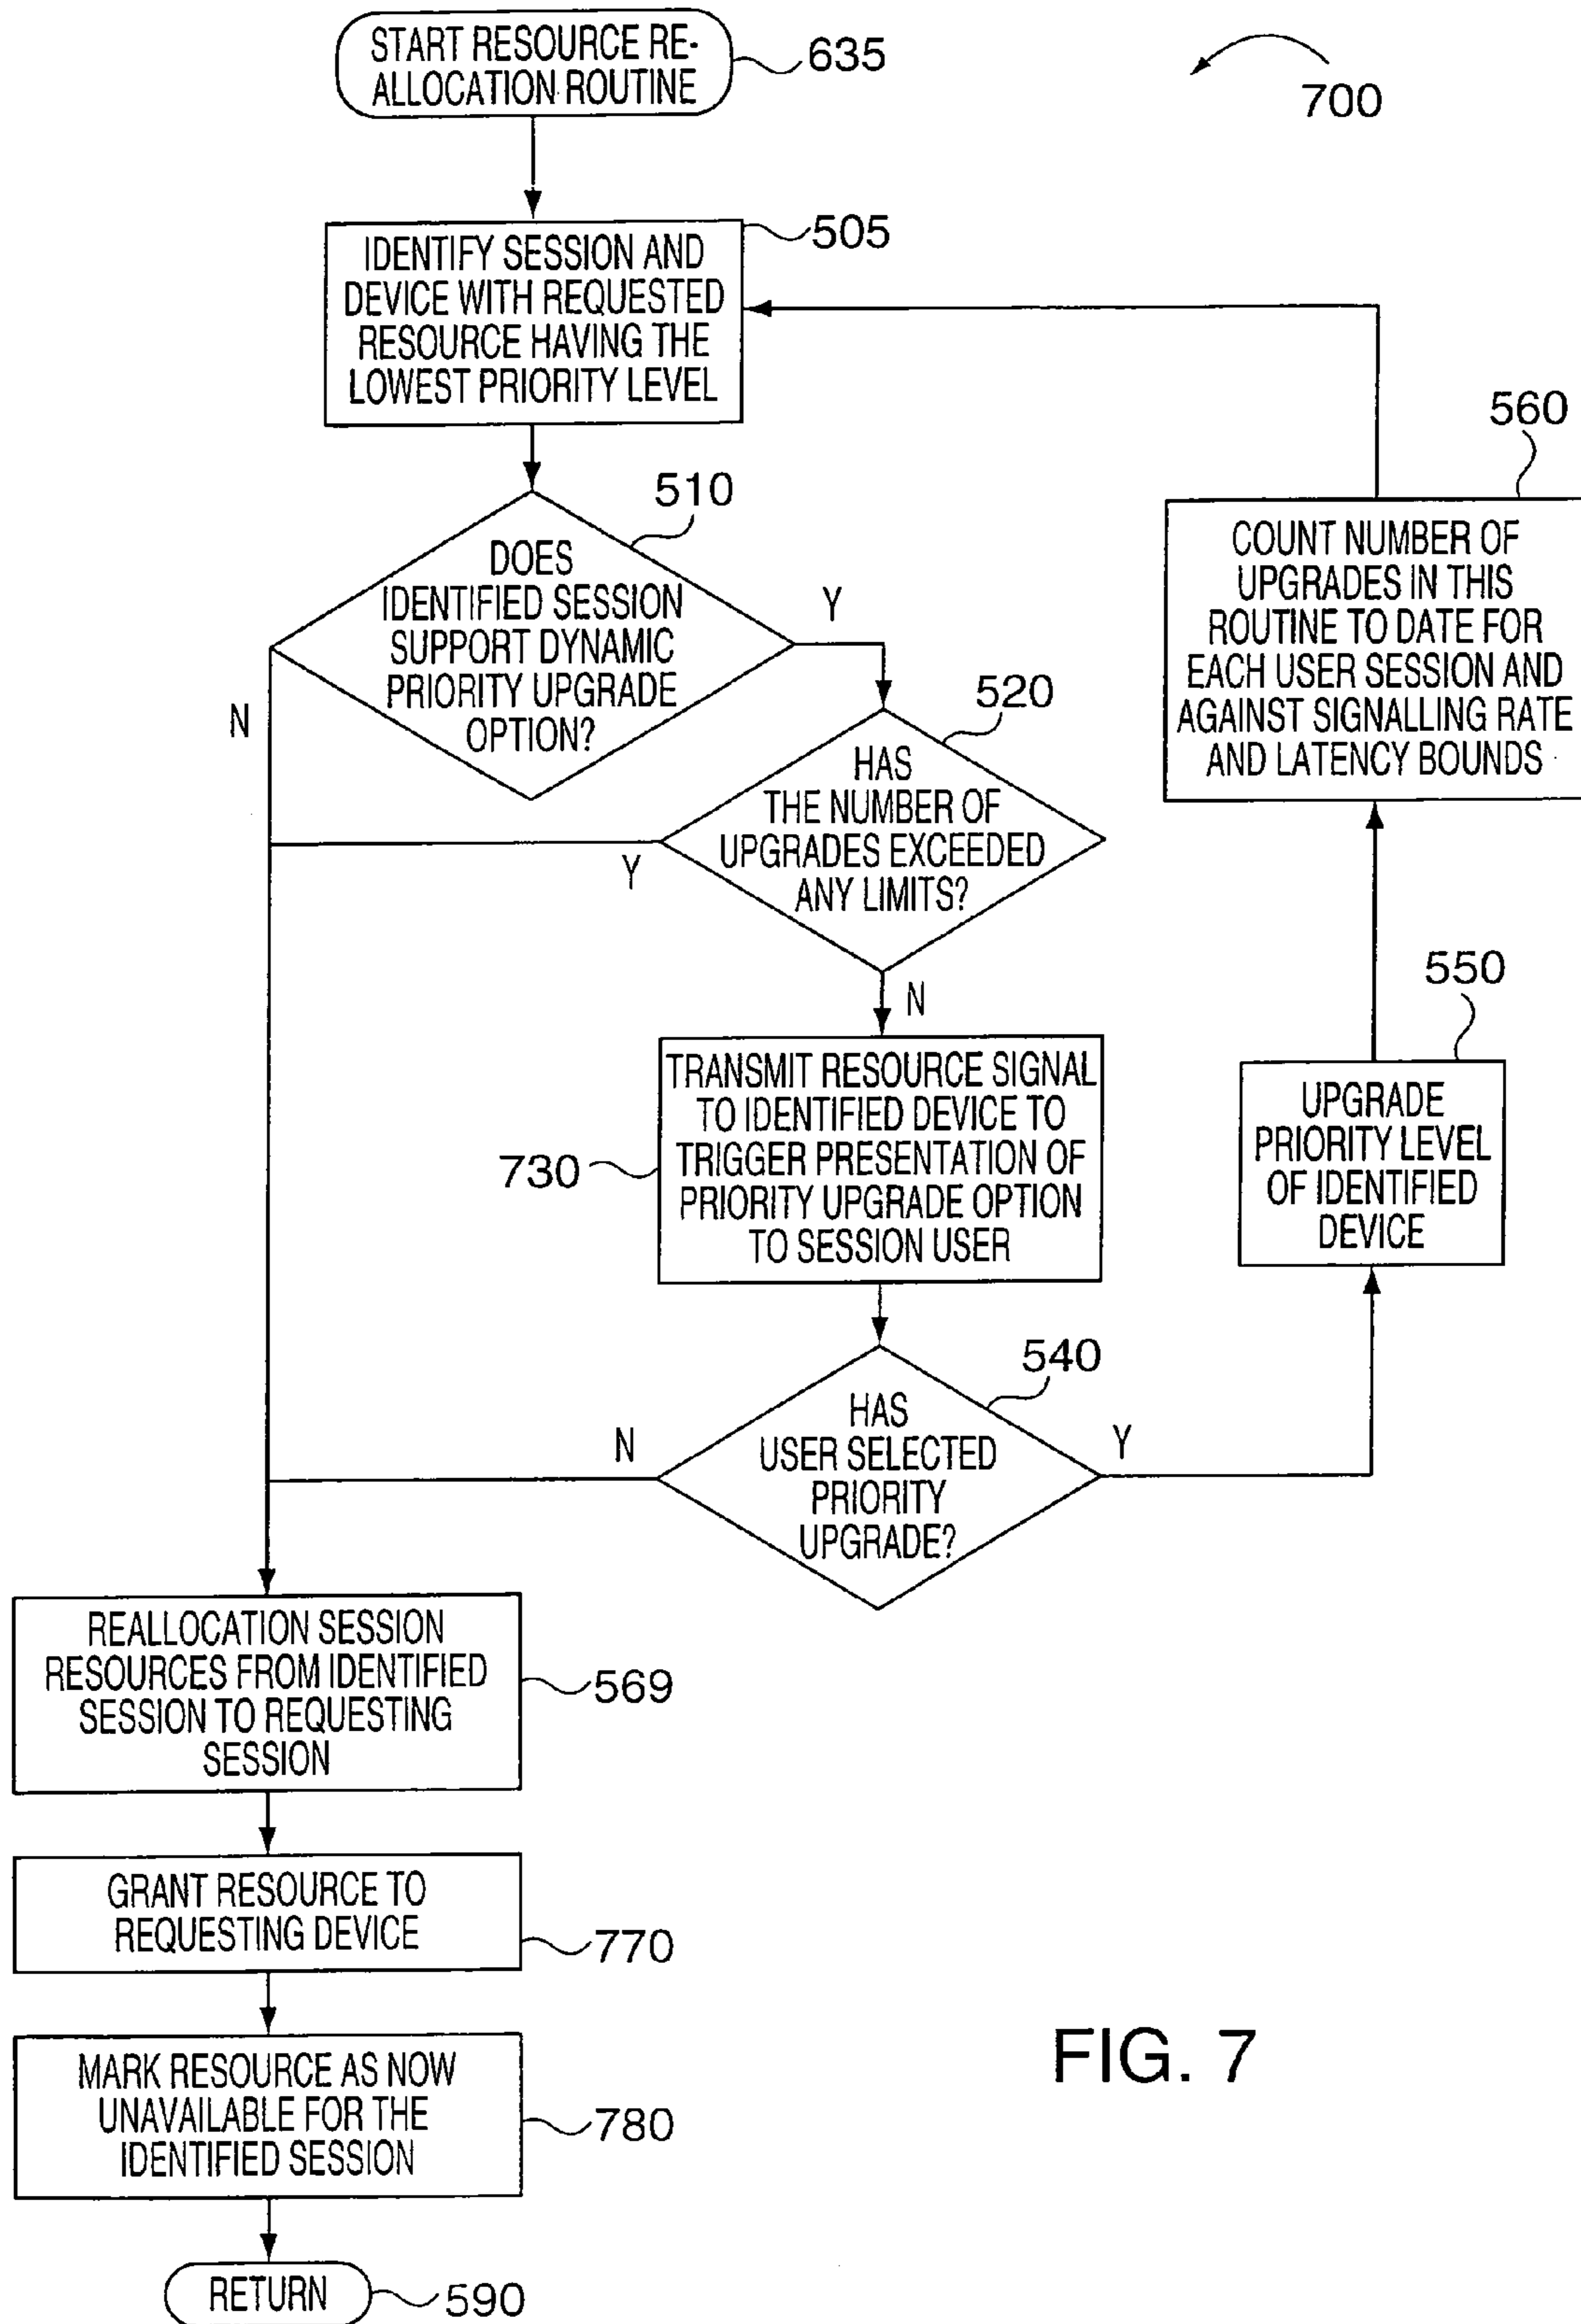 START RESOURCE RE-
ALLOCATION ROUTINE
635
700
IDENTIFY SESSION AND
DEVICE WITH REQUESTED
RESOURCE HAVING THE
LOWEST PRIORITY LEVEL
505
DOES
IDENTIFIED SESSION
SUPPORT DYNAMIC
PRIORITY UPGRADE
OPTION?
510
Y
N
HAS
THE NUMBER OF
UPGRADES EXCEEDED
ANY LIMITS?
520
Y
N
COUNT NUMBER OF
UPGRADES IN THIS
ROUTINE TO DATE FOR
EACH USER SESSION AND
AGAINST SIGNALLING RATE
AND LATENCY BOUNDS
560
TRANSMIT RESOURCE SIGNAL
TO IDENTIFIED DEVICE TO
TRIGGER PRESENTATION OF
PRIORITY UPGRADE OPTION
TO SESSION USER
730
UPGRADE
PRIORITY LEVEL
OF IDENTIFIED
DEVICE
550
HAS
USER SELECTED
PRIORITY
UPGRADE?
540
N
Y
REALLOCATION SESSION
RESOURCES FROM IDENTIFIED
SESSION TO REQUESTING
SESSION
569
GRANT RESOURCE TO
REQUESTING DEVICE
770
MARK RESOURCE AS NOW
UNAVAILABLE FOR THE
IDENTIFIED SESSION
780
RETURN
590
FIG. 7